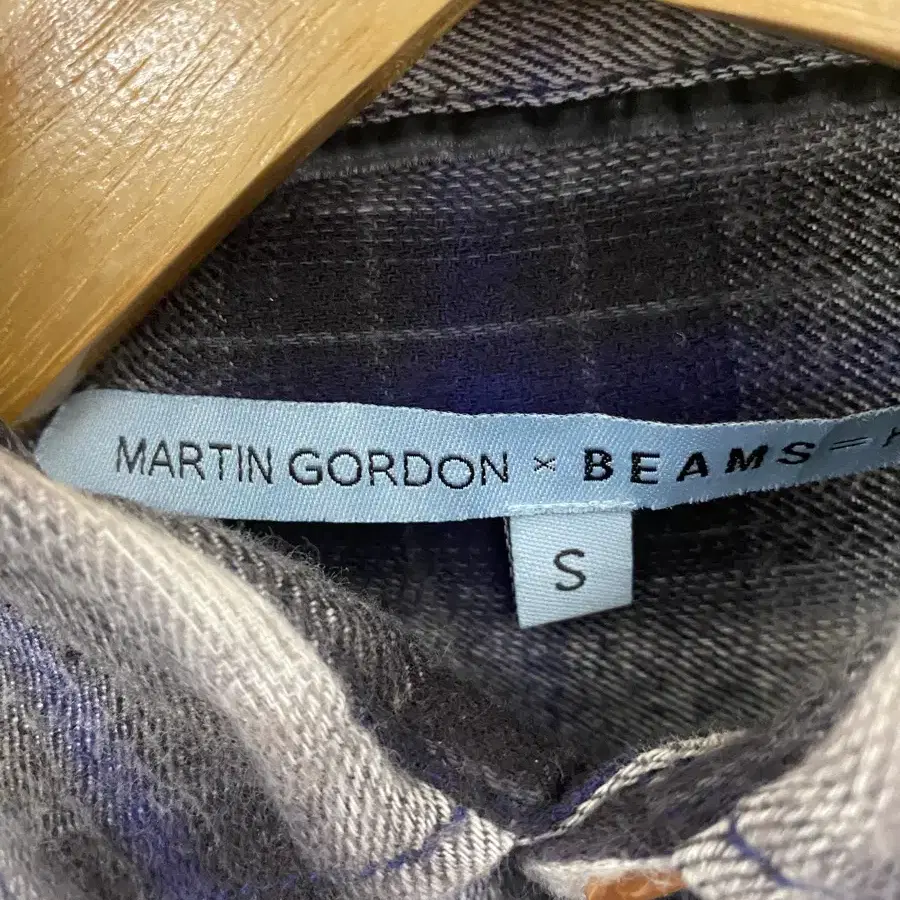 MARTIN GORDON × BEAMS =
S